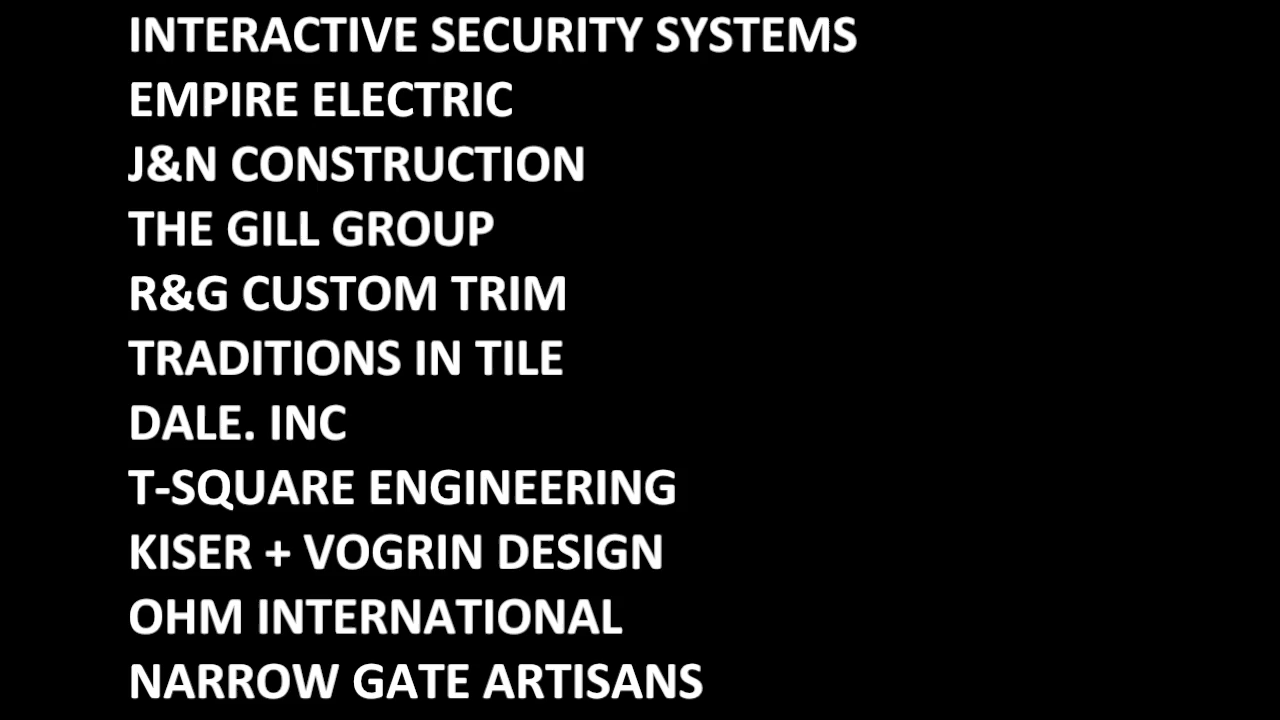 INTERACTIVE SECURITY SYSTEMS
EMPIRE ELECTRIC
J&N CONSTRUCTION
THE GILL GROUP
R&G CUSTOM TRIM
TRADITIONS IN TILE
DALE. INC
T-SQUARE ENGINEERING
KISER + VOGRIN DESIGN
OHM INTERNATIONAL
NARROW GATE ARTISANS